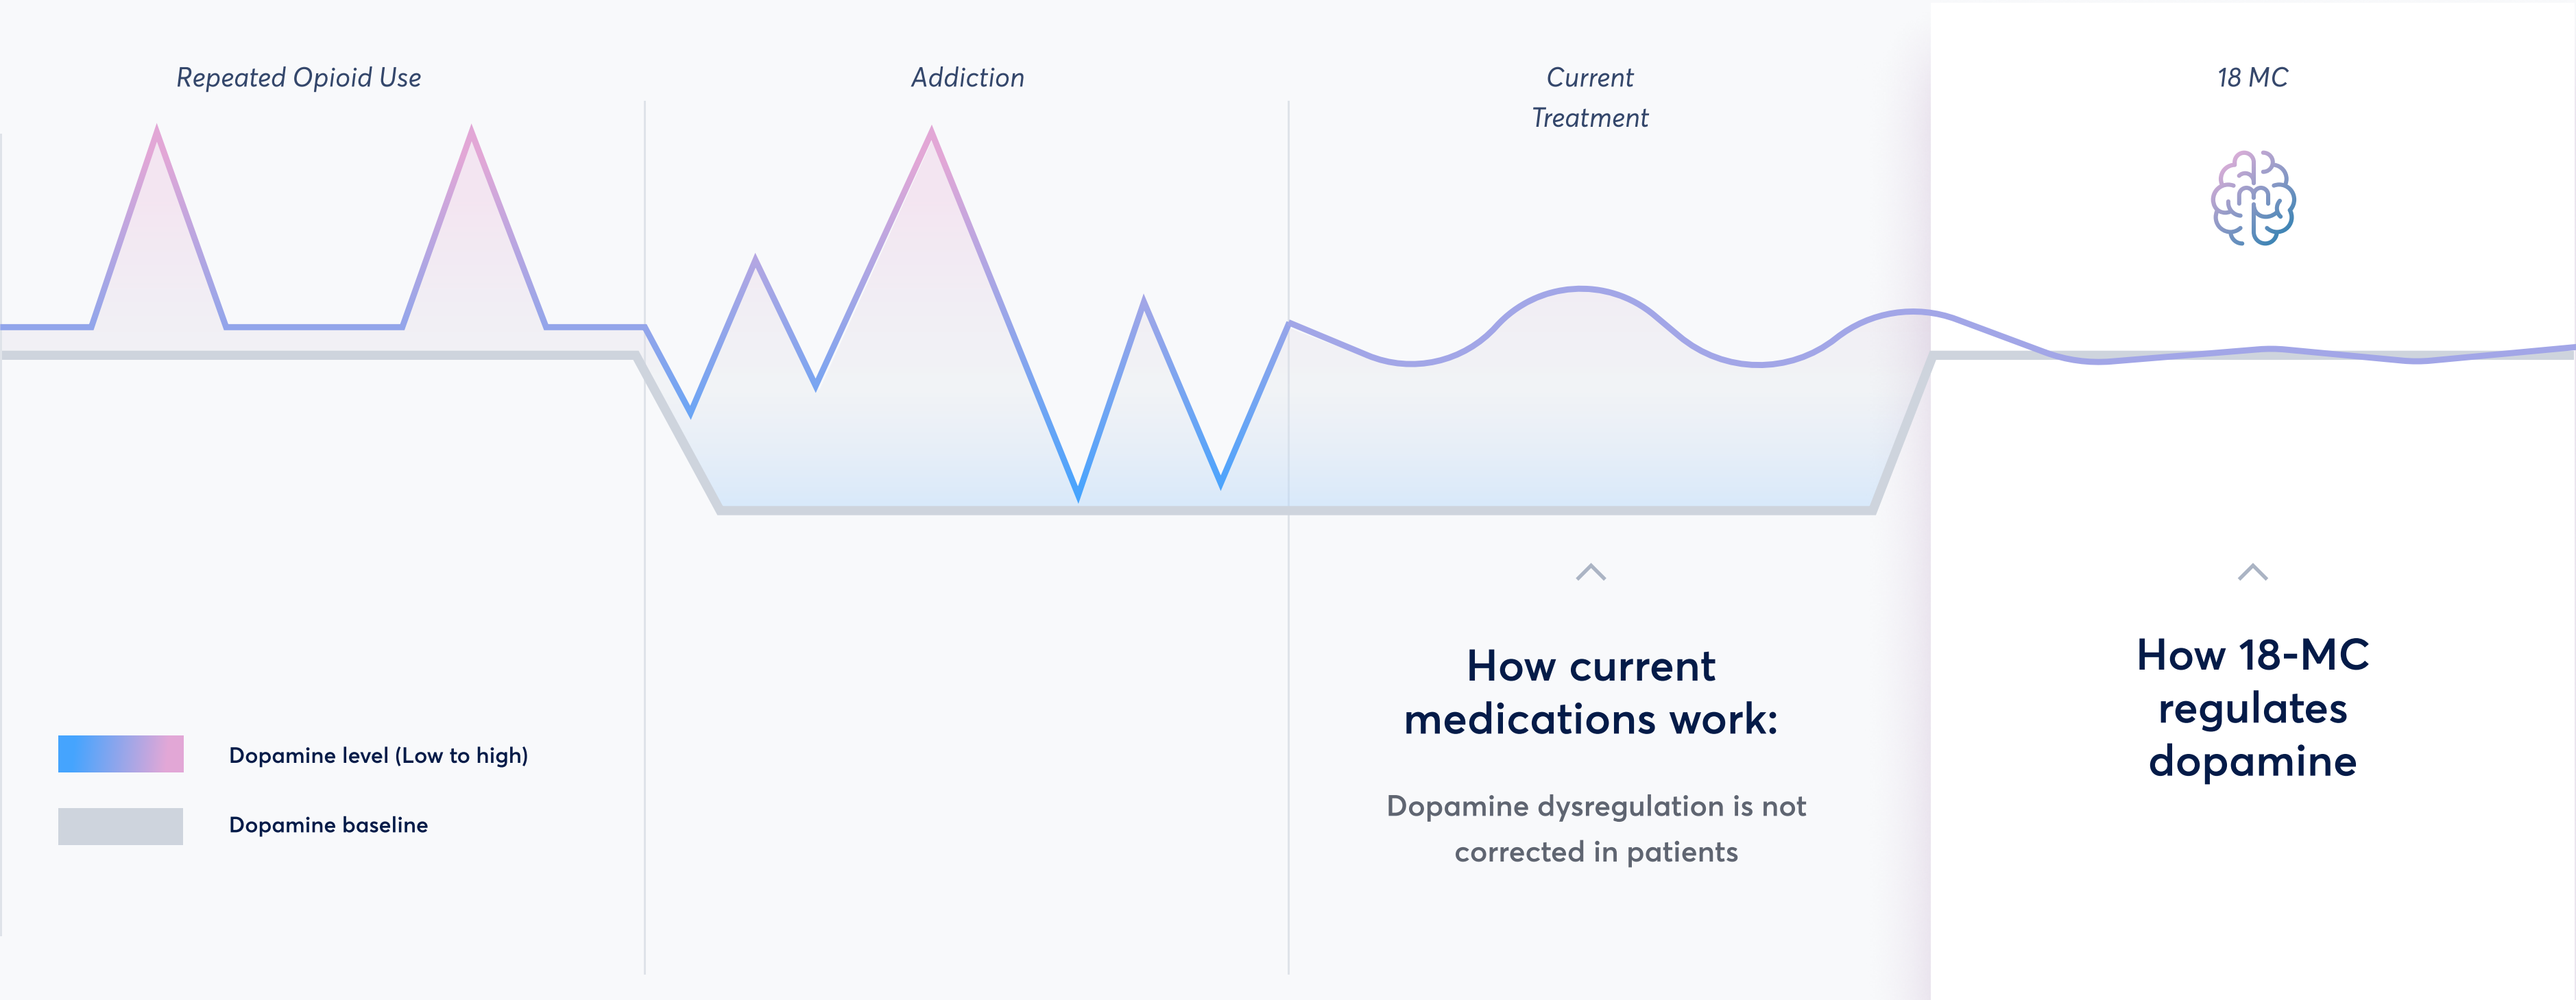 Repeated Opioid Use
Addiction
Current
Treatment
18 MC
How current
medications work:
Dopamine dysregulation is not
corrected in patients
How 18-MC
regulates
dopamine
Dopamine level (Low to high)
Dopamine baseline